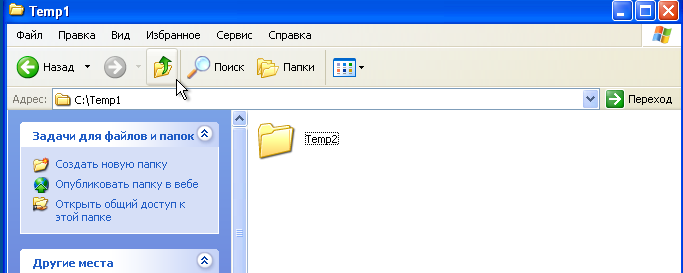 Temp1
Файл Правка Вид Избранное Сервис Справка
Назад Поиск Папки
Адрес: C:\Temp1 Переход
Задачи для файлов и папок
Создать новую папку
Опубликовать папку в вебе
Открыть общий доступ к
этой папке
Другие места
Temp2